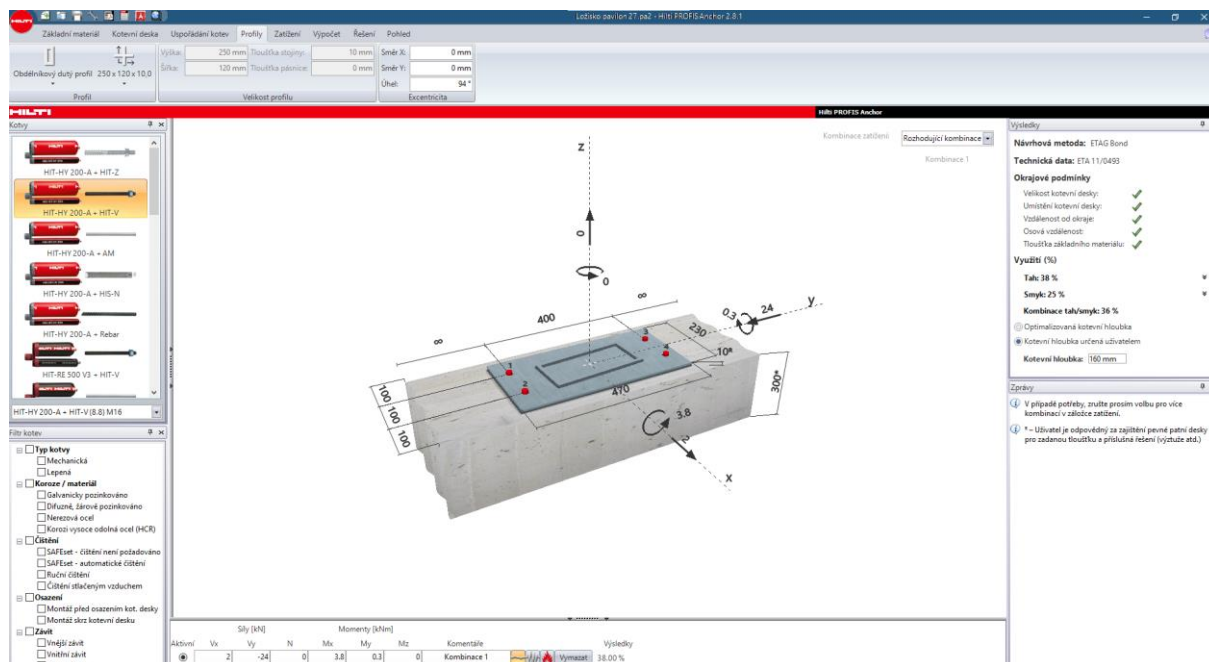 HILTI
Ložisko pavilon 27.pa2 - Hilti PROFIS Anchor 2.8.1
Základní materiál Kotevní deska Uspořádání kotev Profily Zatížení Výpočet Řešení Pohled
Výška: 250 mm Tloušťka stojiny: 10 mm Směr X: 0 mm
Šířka: 120 mm Tloušťka pásnice: 0 mm Směr Y: 0 mm
Obdélníkový dutý profil 250 x 120 x 10,0 Úhel: 94 °
Profil Velikost profilu Excentricita
HILTI Hilti PROFIS Anchor
Kotvy
HIT-HY 200-A + HIT-Z
HIT-HY 200-A + HIT-V
HIT-HY 200-A + AM
HIT-HY 200-A + HIS-N
HIT-HY 200-A + Rebar
HIT-RE 500 V3 + HIT-V
HIT-HY 200-A + HIT-V (8.8) M16
Filtr kotev
Typ kotvy
Mechanická
Lepená
Koroze / materiál
Galvanicky pozinkováno
Difuzně, žárově pozinkováno
Nerezová ocel
Korozi vysoce odolná ocel (HCR)
Čištění
SAFEset - čištění není požadováno
SAFEset - automatické čištění
Ruční čištění
Čištění stlačeným vzduchem
Osazení
Montáž před osazením kot. desky
Montáž skrz kotevní desku
Závit
Vnější závit
Vnitřní závit
Kombinace zatížení Rozhodující kombinace
Kombinace 1
z
0
0
∞
400
∞
y
24
0.3
230
3
4
10*
1
2
470
300*
100
100
100
3.8
2
x
Síly [kN] Momenty [kNm]
Aktivní Vx Vy N Mx My Mz Komentáře Výsledky
2 -24 0 3.8 0.3 0 Kombinace 1 Vymazat 38.00 %
Výsledky
Návrhová metoda: ETAG Bond
Technická data: ETA 11/0493
Okrajové podmínky
Velikost kotevní desky:
Umístění kotevní desky:
Vzdálenost od okraje:
Osová vzdálenost:
Tloušťka základního materiálu:
Využití (%)
Tah: 38 %
Smyk: 25 %
Kombinace tah/smyk: 36 %
Optimalizovaná kotevní hloubka
Kotevní hloubka určená uživatelem
Kotevní hloubka: 160 mm
Zprávy
V případě potřeby, zrušte prosím volbu pro více
kombinací v záložce zatížení.
* – Uživatel je odpovědný za zajištění pevné patní desky
pro zadanou tloušťku a příslušná řešení (výztuže atd.)